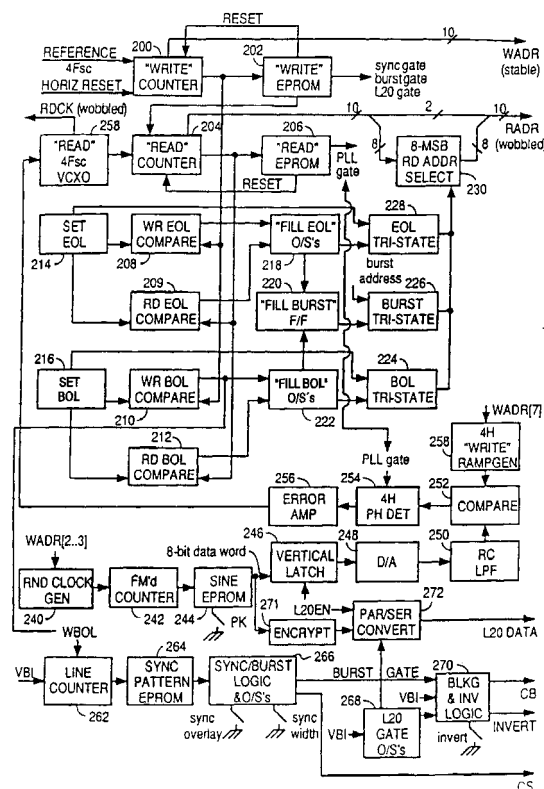 RESET
200
202
10
WADR
(stable)
REFERENCE
4Fsc
HORIZ RESET
"WRITE"
COUNTER
"WRITE"
EPROM
sync gate
burst gate
L20 gate
RDCK (wobbled)
258
204
206
10
2
10
RADR
(wobbled)
"READ"
4Fsc
VCXO
"READ"
COUNTER
"READ"
EPROM
PLL
gate
8
8-MSB
RD ADDR
SELECT
8
230
RESET
228
SET
EOL
214
WR EOL
COMPARE
208
"FILL EOL"
O/S's
218
EOL
TRI-STATE
burst
address
209
220
226
RD EOL
COMPARE
"FILL BURST"
F/F
BURST
TRI-STATE
216
224
SET
BOL
WR BOL
COMPARE
210
"FILL BOL"
O/S's
222
BOL
TRI-STATE
212
RD BOL
COMPARE
PLL gate
WADR[7]
258
4H
"WRITE"
RAMPGEN
256
254
252
ERROR
AMP
4H
PH DET
COMPARE
WADR[2..3]
8-bit data word
246
248
250
VERTICAL
LATCH
D/A
RC
LPF
RND CLOCK
GEN
240
FM'd
COUNTER
242
SINE
EPROM
244
PK
271
L20EN
272
ENCRYPT
PAR/SER
CONVERT
L20 DATA
WBOL
264
266
VBI
LINE
COUNTER
262
SYNC
PATTERN
EPROM
SYNC/BURST
LOGIC
&O/S's
BURST GATE
270
VBI
BLKG
& INV
LOGIC
CB
INVERT
268
L20
GATE
O/S's
VBI
invert
sync
overlay
sync
width
CS